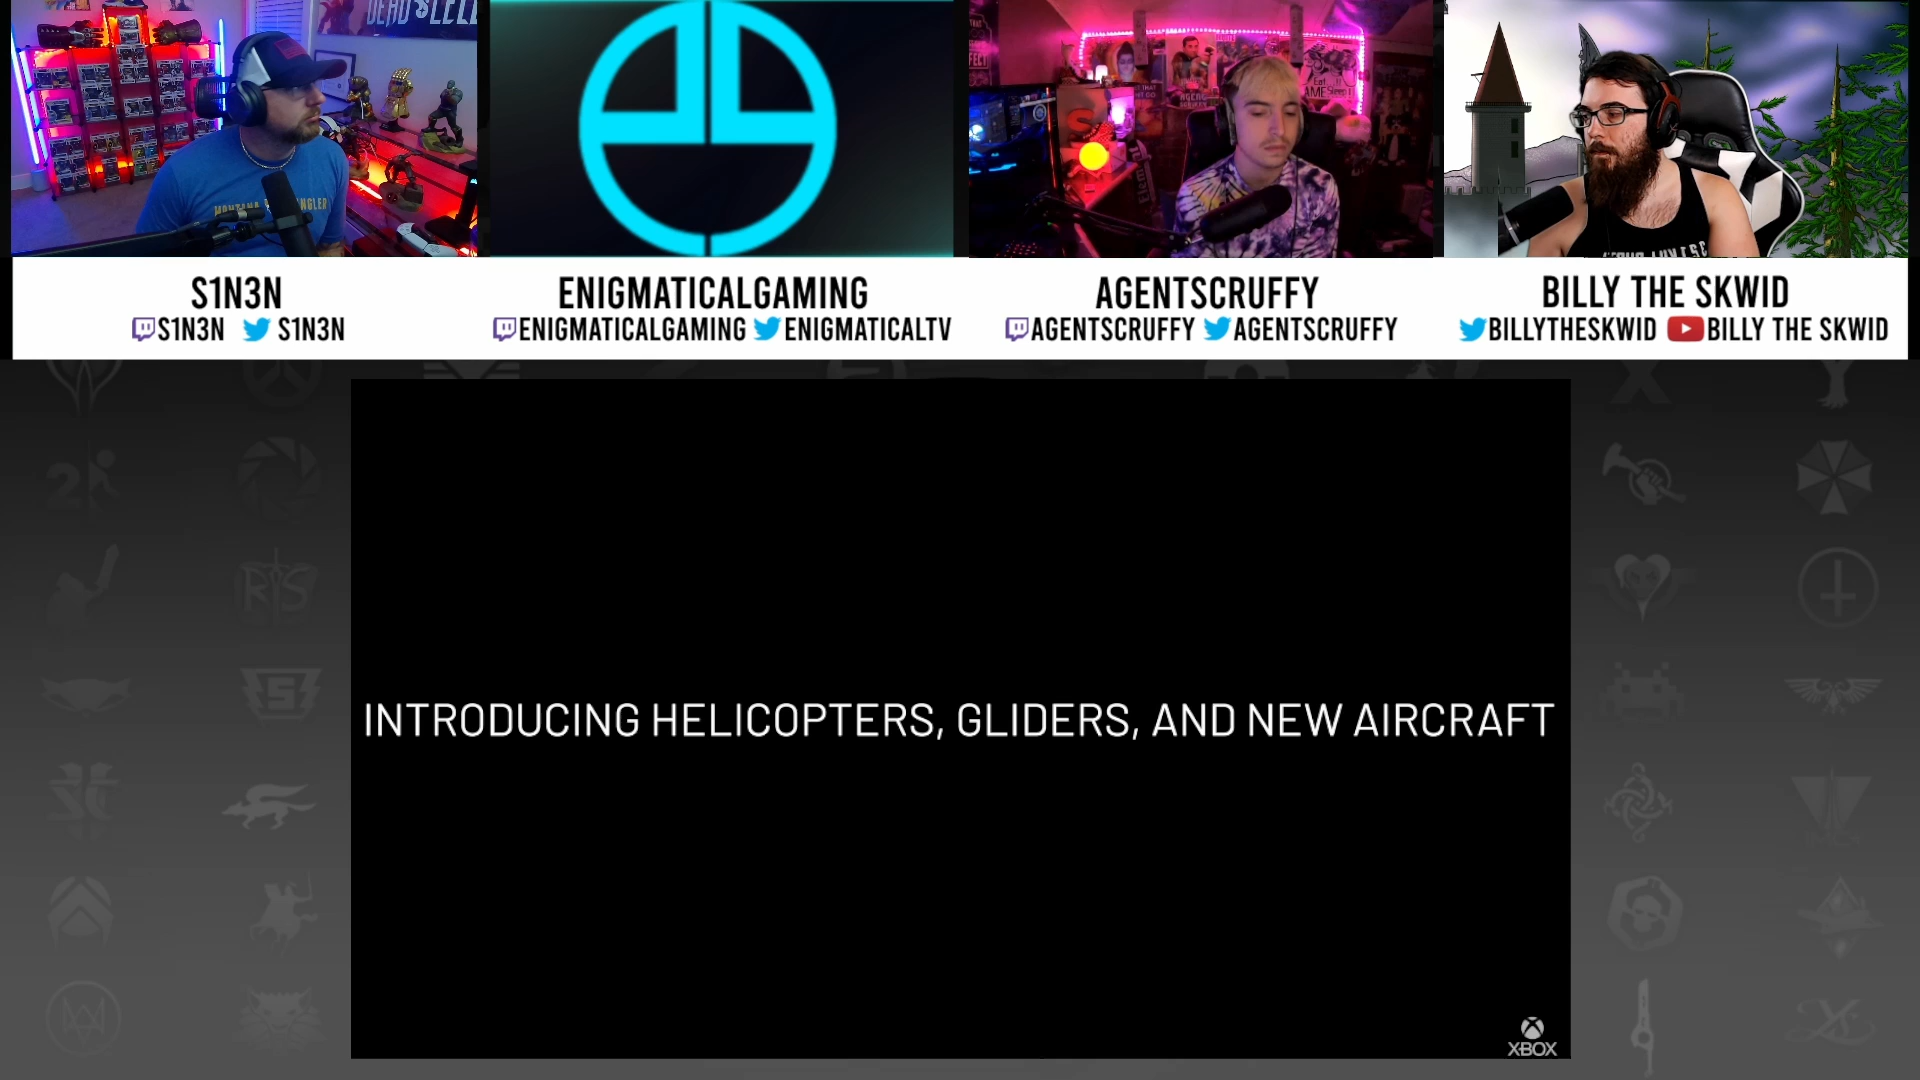 S1N3N
S1N3N S1N3N
ENIGMATICALGAMING
ENIGMATICALGAMING ENIGMATICALTV
AGENTSCRUFFY
AGENTSCRUFFY AGENTSCRUFFY
BILLY THE SKWID
BILLYTHESKWID BILLY THE SKWID
INTRODUCING HELICOPTERS, GLIDERS, AND NEW AIRCRAFT
XBOX